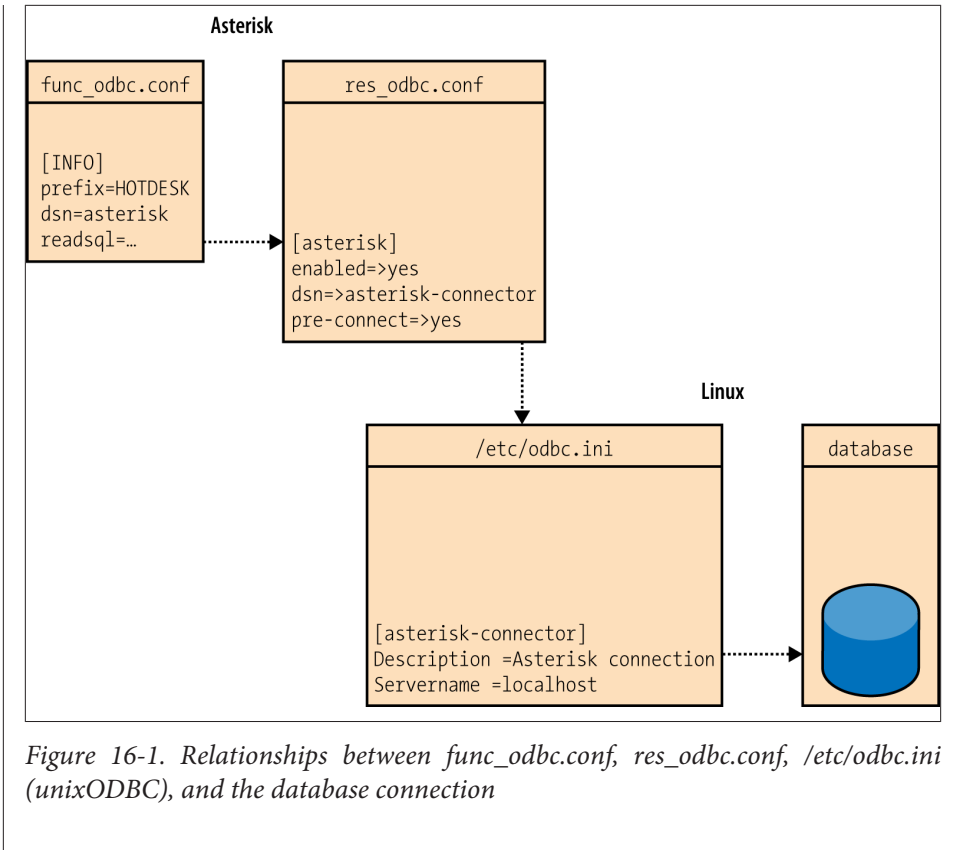 Asterisk
func_odbc.conf
[INFO]
prefix=HOTDESK
dsn=asterisk
readsql=…
res_odbc.conf
[asterisk]
enabled=>yes
dsn=>asterisk-connector
pre-connect=>yes
Linux
/etc/odbc.ini
[asterisk-connector]
Description =Asterisk connection
Servername =localhost
database
Figure 16-1. Relationships between func_odbc.conf, res_odbc.conf, /etc/odbc.ini
(unixODBC), and the database connection